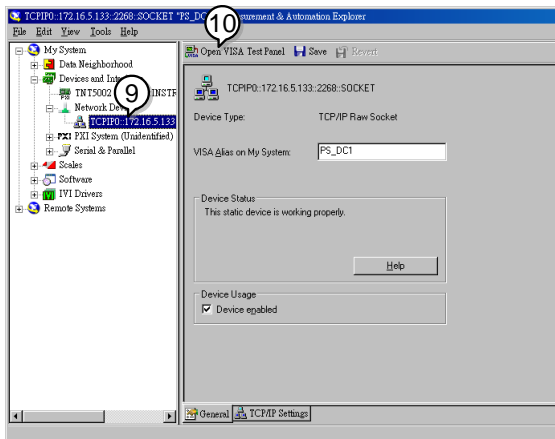 TCPIP0::172.16.5.133::2268::SOCKET "PS_DC urement & Automation Explorer
10
File Edit View Tools Help
My System
Data Neighborhood
Devices and Inte
TNT5002 INSTR
Network De
9
TCPIP0::172.16.5.133
PXI PXI System (Unidentified)
Serial & Parallel
Scales
Software
IVI Drivers
Remote Systems
Open VISA Test Panel Save Revert
TCPIP0::172.16.5.133::2268::SOCKET
Device Type: TCP/IP Raw Socket
VISA Alias on My System: PS_DC1
Device Status
This static device is working properly.
Help
Device Usage
Device enabled
General TCP/IP Settings